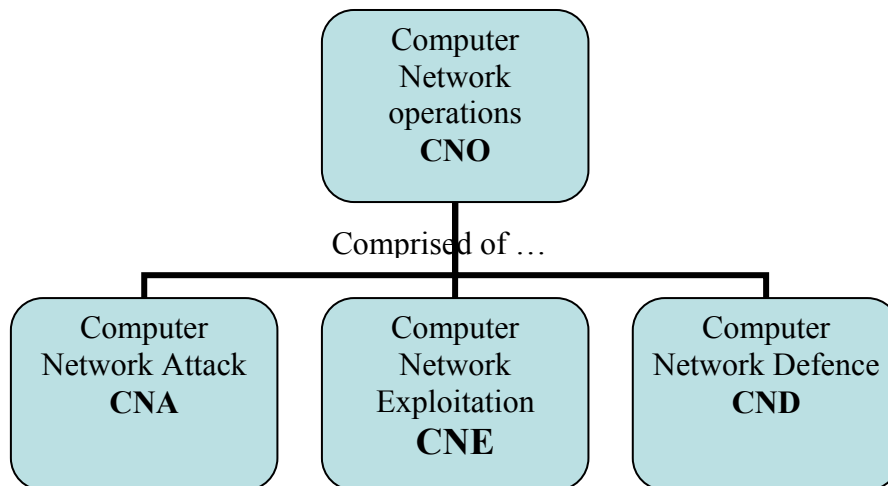 Computer
Network
operations
CNO
Comprised of …
Computer
Network Attack
CNA
Computer
Network
Exploitation
CNE
Computer
Network Defence
CND